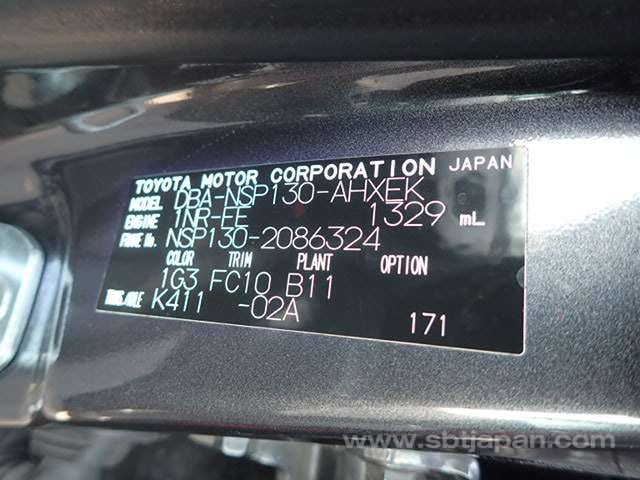 TOYOTA MOTOR CORPORATION JAPAN
MODEL DBA-NSP130-AHXEK
ENGINE 1NR-FE 1329 mL
FRAME No. NSP130-2086324
COLOR TRIM PLANT OPTION
1G3 FC10 B11
TRANS/AXLE K411 -02A
171
www.sbtjapan.com